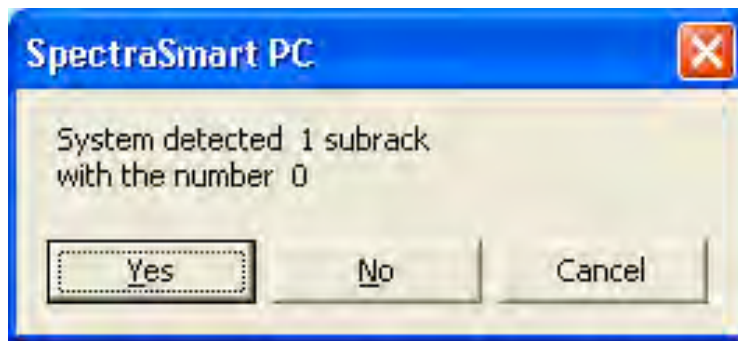 SpectraSmart PC
System detected  1 subrack
with the number  0
Yes
No
Cancel